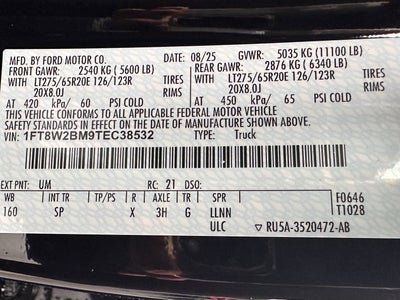 MFD. BY FORD MOTOR CO. DATE: 08/25 GVWR: 5035 KG (11100 LB)
FRONT GAWR: 2540 KG ( 5600 LB) REAR GAWR: 2876 KG ( 6340 LB)
WITH LT275/65R20E 126/123R TIRES WITH LT275/65R20E 126/123R TIRES
20X8.0J RIMS 20X8.0J RIMS
AT 420 kPa/ 60 PSI COLD AT 450 kPa/ 65 PSI COLD
THIS VEHICLE CONFORMS TO ALL APPLICABLE FEDERAL MOTOR VEHICLE
SAFETY STANDARDS IN EFFECT ON THE DATE OF MANUFACTURE SHOWN ABOVE.
VIN: 1FT8W2BM9TEC38532 TYPE: Truck
EXT PNT: UM RC: 21 DSO:
WB INT TR TP/PS R AXLE TR SPR F0646
160 SP X 3H G LLNN T1028
ULC ▽ RU5A-3520472-AB